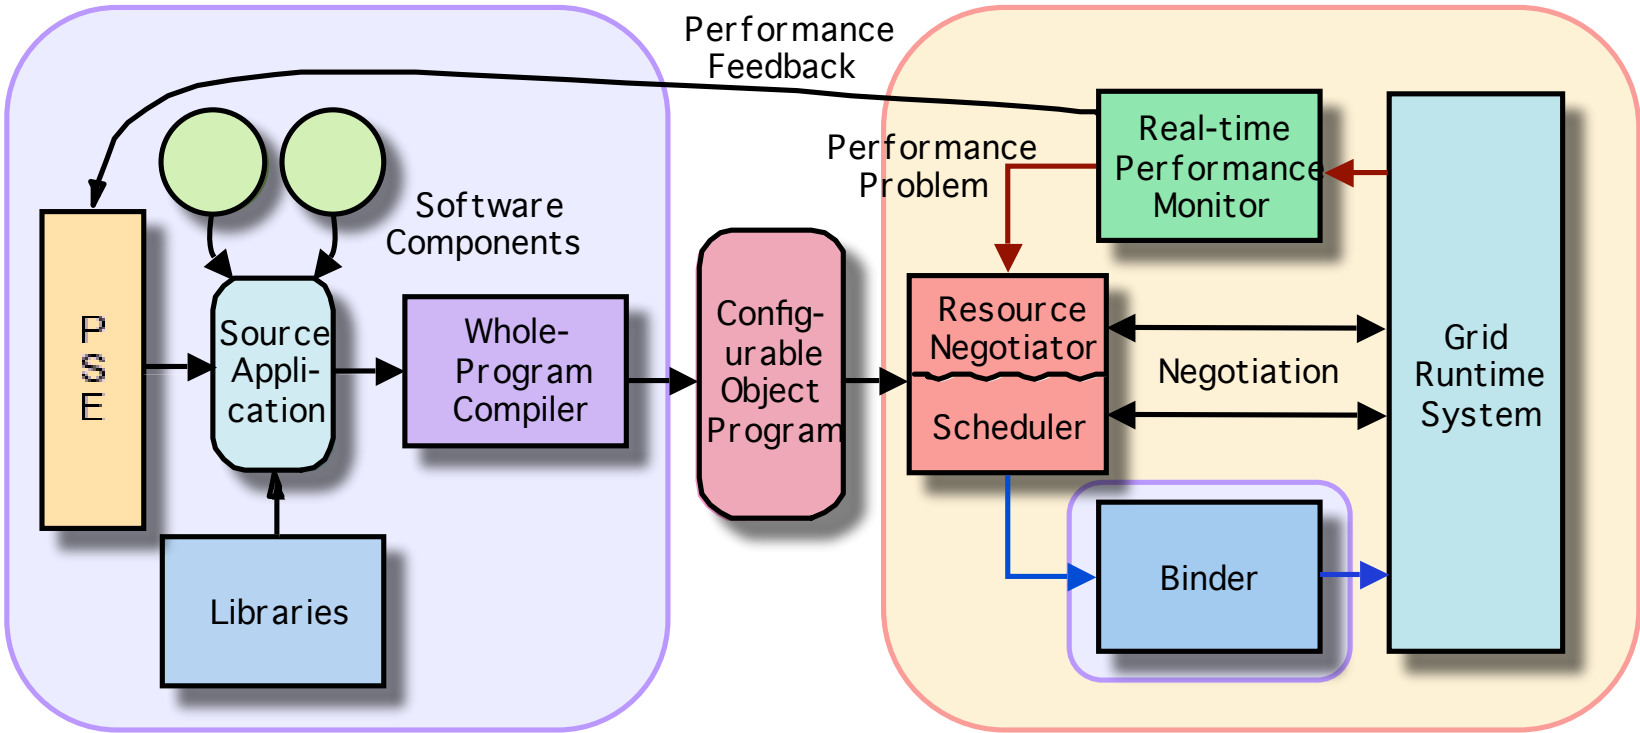 Performance
Feedback
Real-time
Performance
Monitor
Performance
Problem
Software
Components
P
S
E
Source
Appli-
cation
Whole-
Program
Compiler
Config-
urable
Object
Program
Resource
Negotiator
Scheduler
Negotiation
Grid
Runtime
System
Binder
Libraries